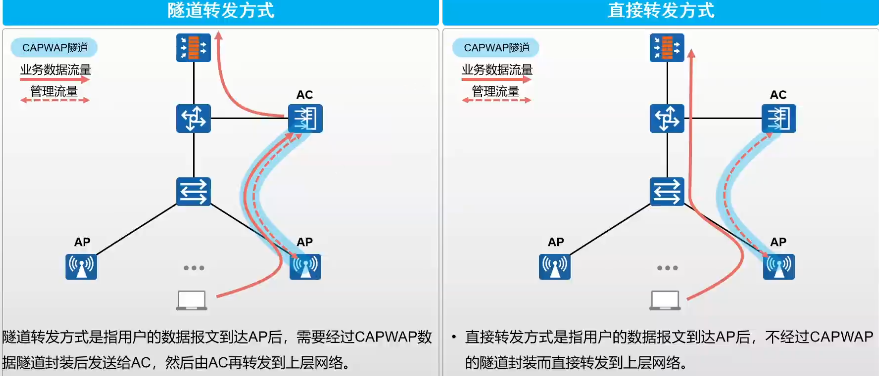 隧道转发方式
CAPWAP隧道
业务数据流量
管理流量
AC
AP
AP
隧道转发方式是指用户的数据报文到达AP后，需要经过CAPWAP数
据隧道封装后发送给AC，然后由AC再转发到上层网络。
直接转发方式
CAPWAP隧道
业务数据流量
管理流量
AC
AP
AP
• 直接转发方式是指用户的数据报文到达AP后，不经过CAPWAP
的隧道封装而直接转发到上层网络。